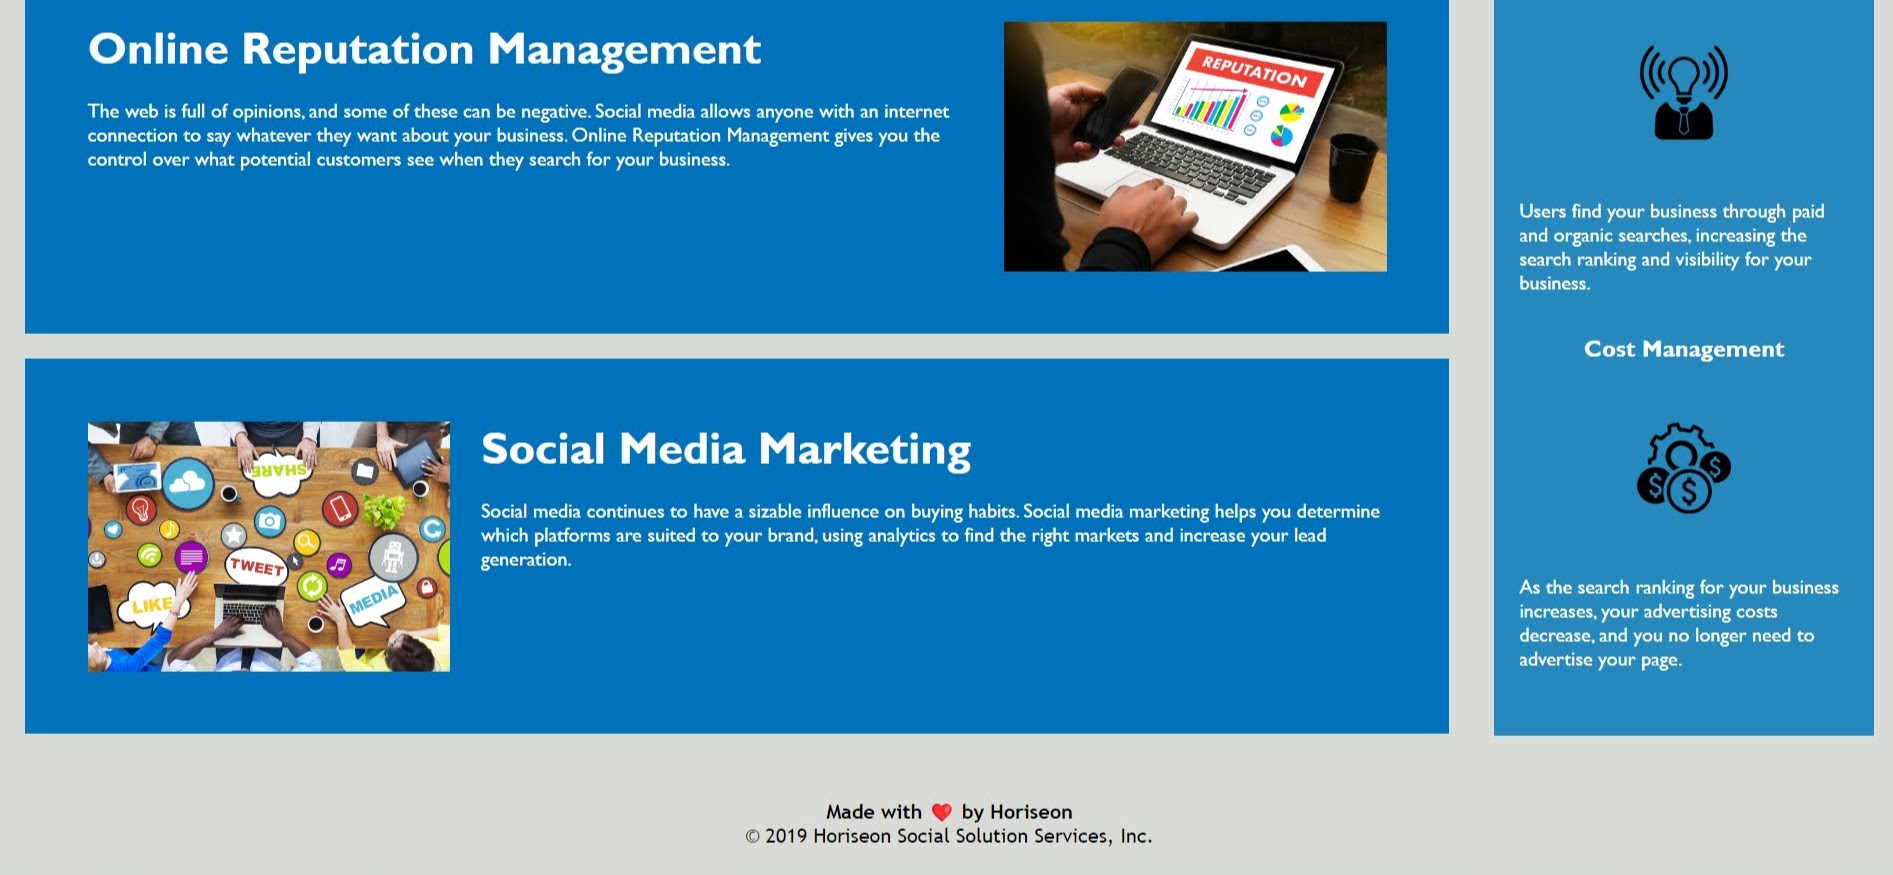 Online Reputation Management
The web is full of opinions, and some of these can be negative. Social media allows anyone with an internet
connection to say whatever they want about your business. Online Reputation Management gives you the
control over what potential customers see when they search for your business.
REPUTATION
Social Media Marketing
Social media continues to have a sizable influence on buying habits. Social media marketing helps you determine
which platforms are suited to your brand, using analytics to find the right markets and increase your lead
generation.
SHARE
TWEET
LIKE
MEDIA
Users find your business through paid
and organic searches, increasing the
search ranking and visibility for your
business.
Cost Management
$
$
$
As the search ranking for your business
increases, your advertising costs
decrease, and you no longer need to
advertise your page.
Made with ❤️ by Horiseon
© 2019 Horiseon Social Solution Services, Inc.